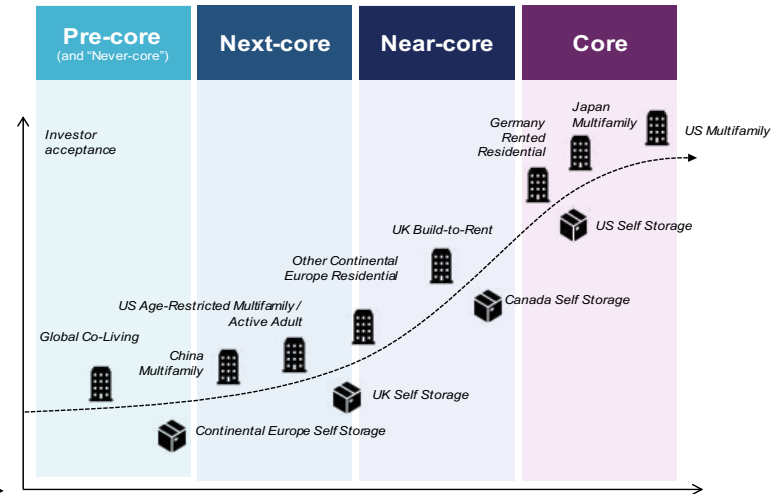 Pre-core
(and “Never-core”)
Next-core
Near-core
Core
Investor
acceptance
Germany
Rented
Residential
Japan
Multifamily
US Multifamily
US Self Storage
UK Build-to-Rent
Other Continental
Europe Residential
Canada Self Storage
US Age-Restricted Multifamily /
Active Adult
Global Co-Living
China
Multifamily
UK Self Storage
Continental Europe Self Storage